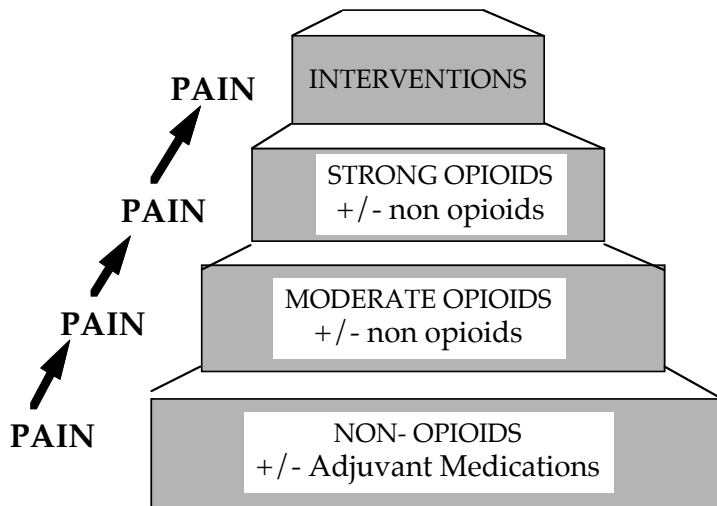 PAIN
INTERVENTIONS
PAIN
STRONG OPIOIDS
+/- non opioids
PAIN
MODERATE OPIOIDS
+/- non opioids
PAIN
NON- OPIOIDS
+/- Adjuvant Medications